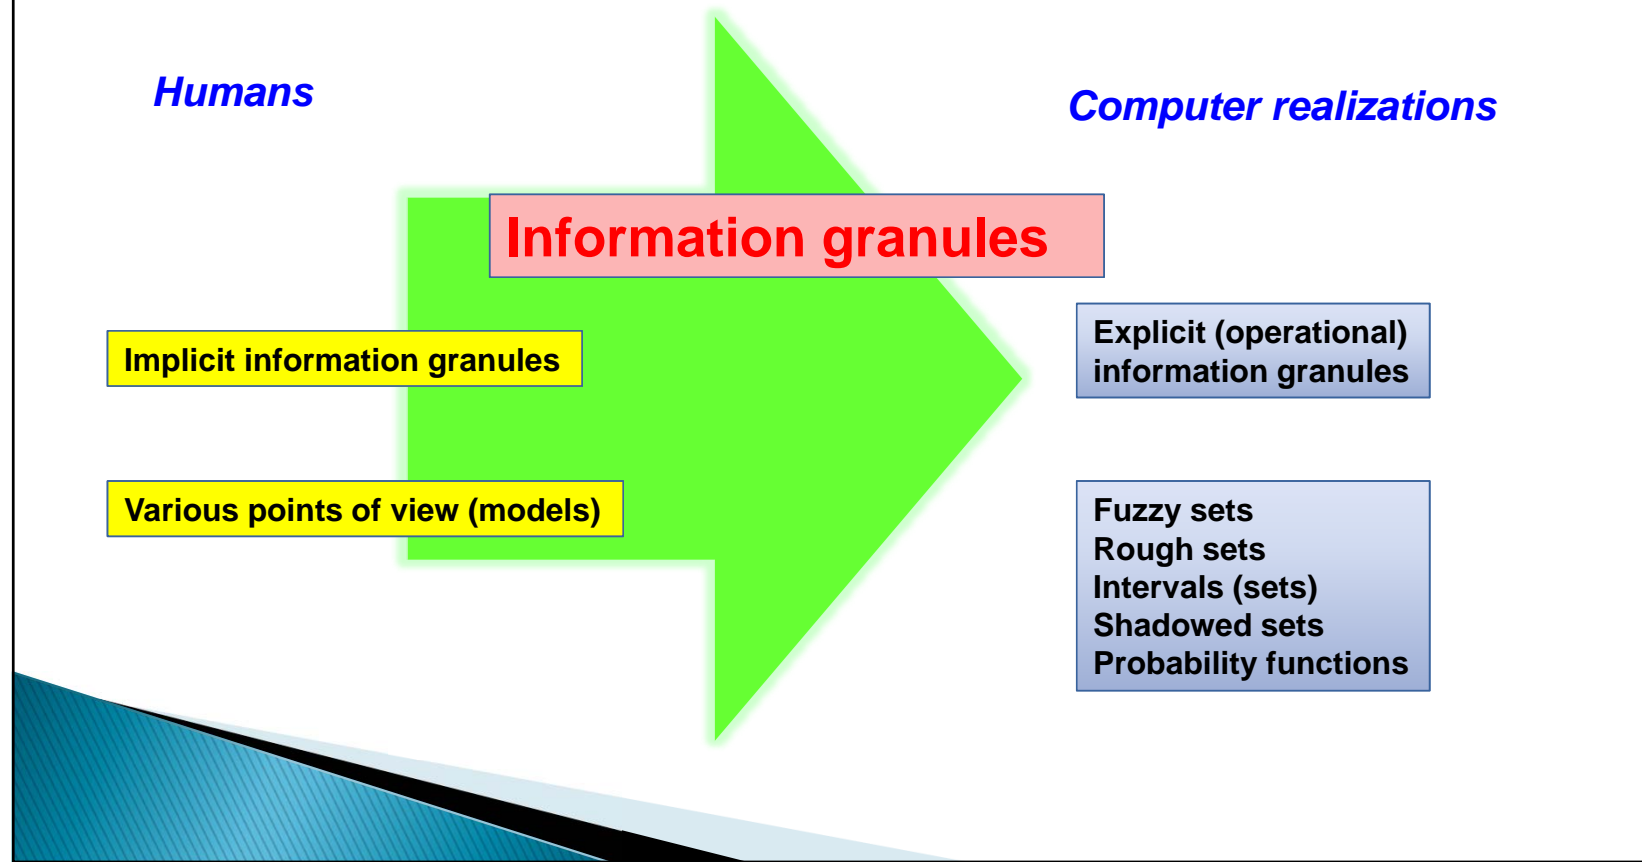 Humans
Computer realizations
Information granules
Implicit information granules
Explicit (operational)
information granules
Various points of view (models)
Fuzzy sets
Rough sets
Intervals (sets)
Shadowed sets
Probability functions